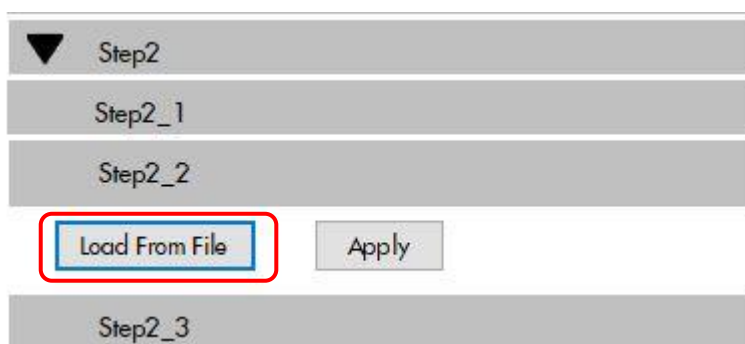 Step2
Step2_1
Step2_2
Load From File Apply
Step2_3